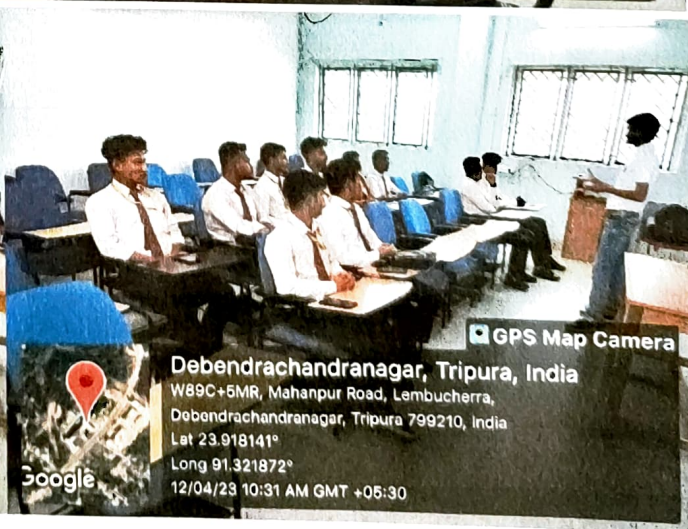 GPS Map Camera
Debendrachandranagar, Tripura, India
W89C+5MR, Mahanpur Road, Lembucherra,
Debendrachandranagar, Tripura 799210, India
Lat 23.918141°
Long 91.321872°
12/04/23 10:31 AM GMT +05:30
Google